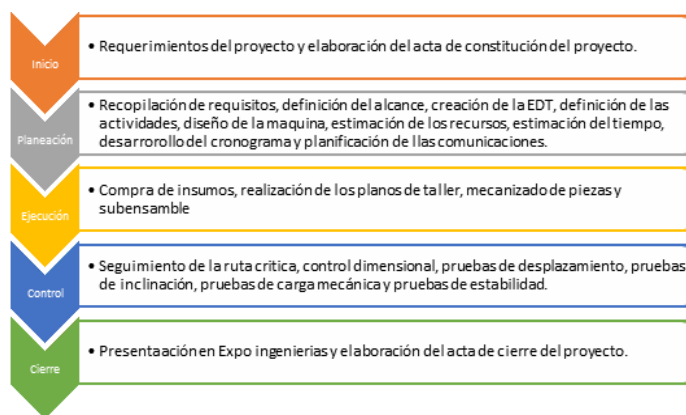 Inicio
• Requerimientos del proyecto y elaboración del acta de constitución del proyecto.
Planeación
• Recopilación de requisitos, definición del alcance, creación de la EDT, definición de las
actividades, diseño de la maquina, estimación de los recursos, estimación del tiempo,
desarrorollo del cronograma y planificación de llas comunicaciones.
Ejecución
• Compra de insumos, realización de los planos de taller, mecanizado de piezas y
subensamble
Control
• Seguimiento de la ruta critica, control dimensional, pruebas de desplazamiento, pruebas
de inclinación, pruebas de carga mecánica y pruebas de estabilidad.
Cierre
• Presentaación en Expo ingenierias y elaboración del acta de cierre del proyecto.